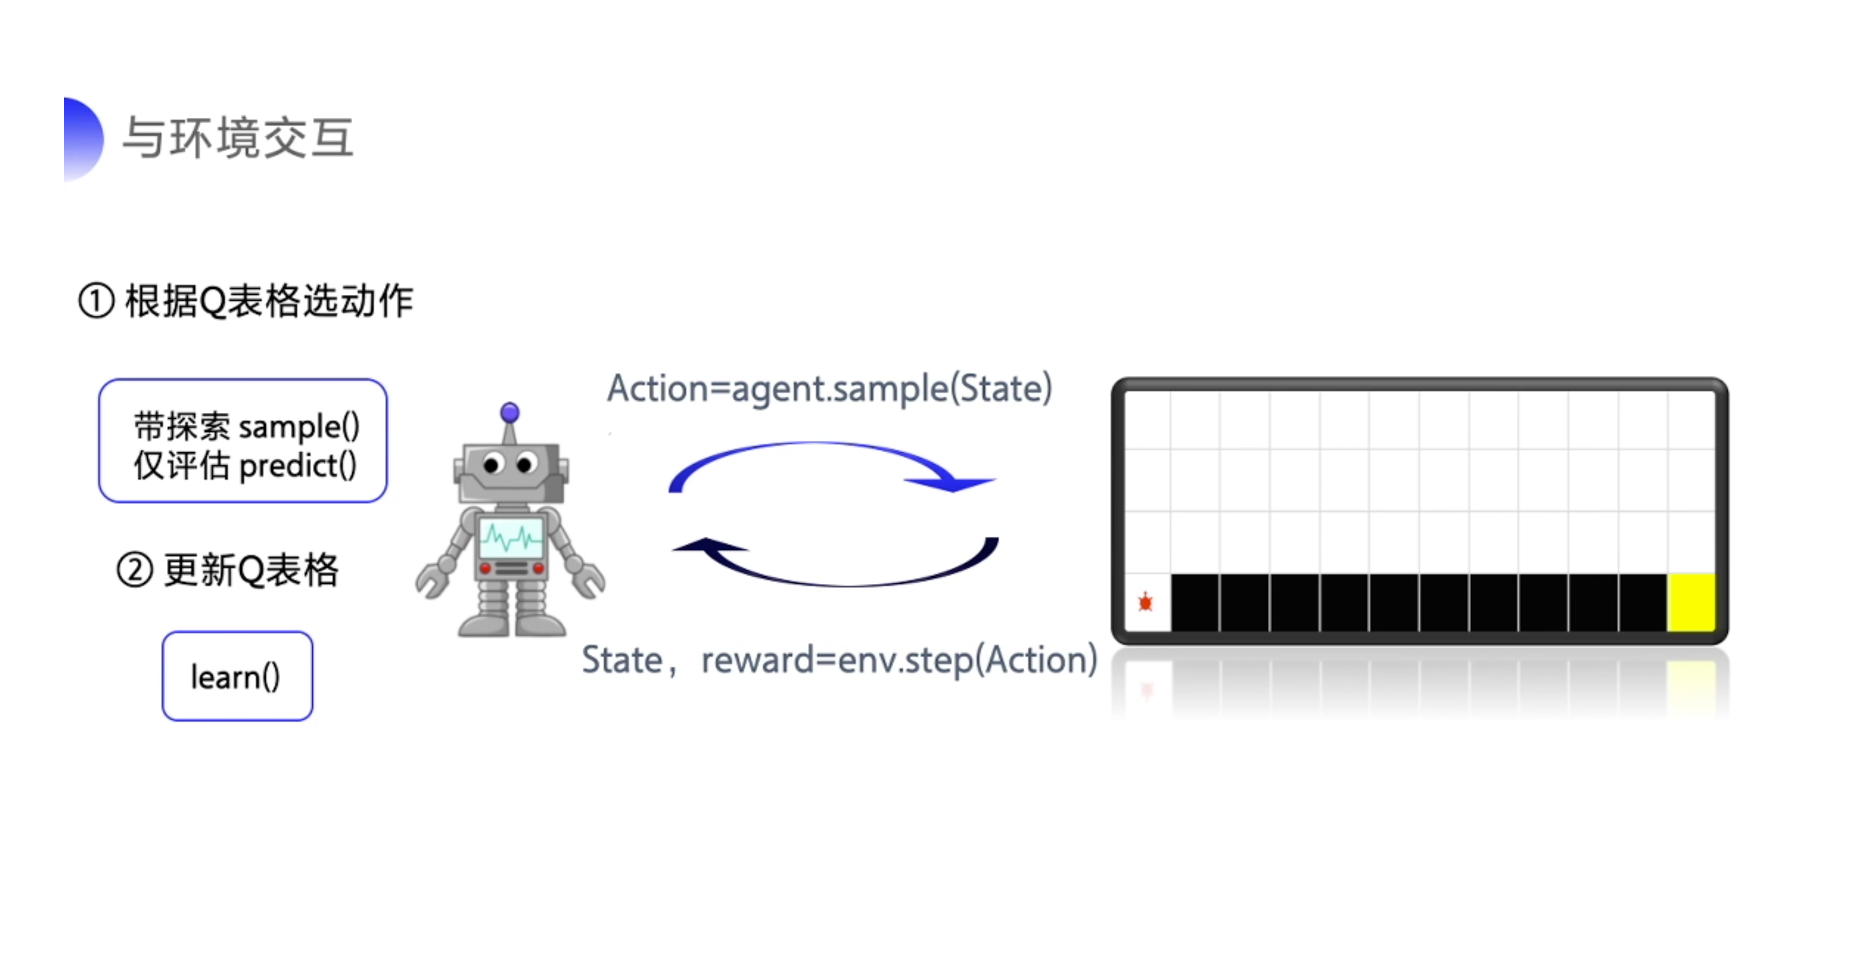 与环境交互
① 根据Q表格选动作
带探索 sample()
仅评估 predict()
② 更新Q表格
learn()
Action=agent.sample(State)
State，reward=env.step(Action)